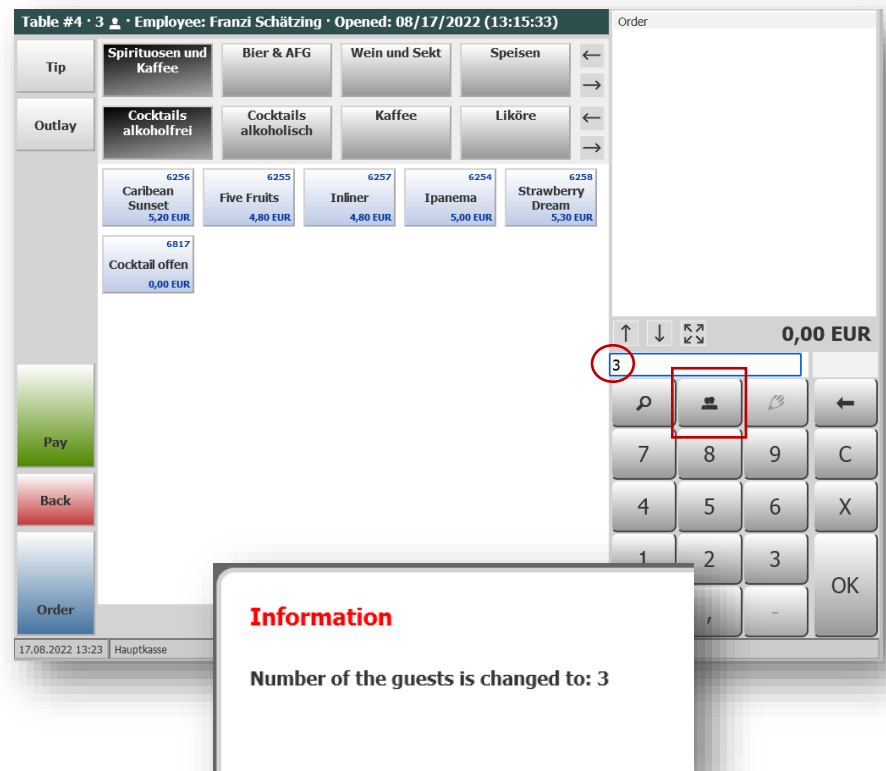 Table #4 · 3 · Employee: Franzi Schätzing · Opened: 08/17/2022 (13:15:33)
Order
Tip
Spirituosen und
Kaffee
Bier & AFG
Wein und Sekt
Speisen
←
→
Outlay
Cocktails
alkoholfrei
Cocktails
alkoholisch
Kaffee
Liköre
←
→
6256
Caribean
Sunset
5,20 EUR
6255
Five Fruits
4,80 EUR
6257
Inliner
4,80 EUR
6254
Ipanema
5,00 EUR
6258
Strawberry
Dream
5,30 EUR
6817
Cocktail offen
0,00 EUR
↑ ↓ 0,00 EUR
3
←
Pay
7 8 9 C
Back
4 5 6 X
1 2 3
OK
Order
, -
17.08.2022 13:23 Hauptkasse
Information
Number of the guests is changed to: 3